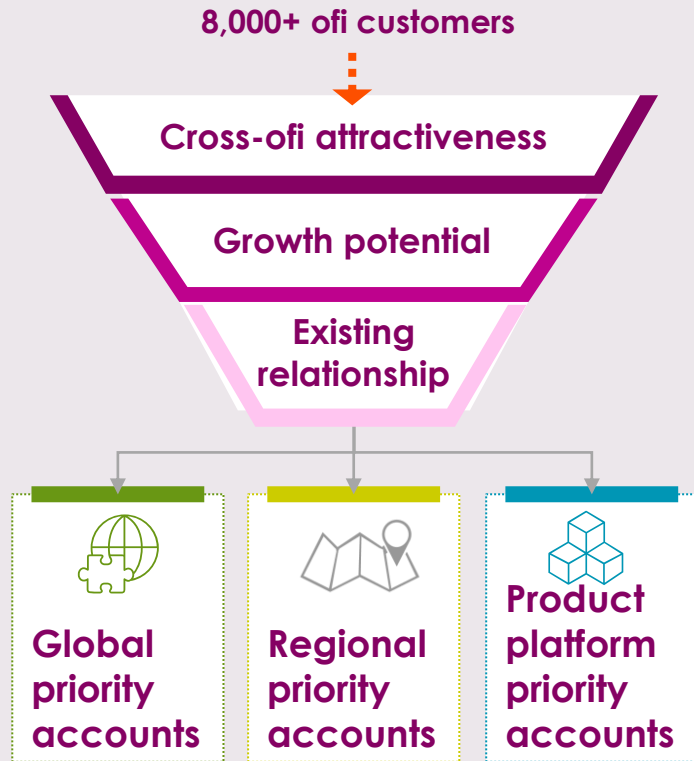 8,000+ ofi customers
Cross-ofi attractiveness
Growth potential
Existing
relationship
Global
priority
accounts
Regional
priority
accounts
Product
platform
priority
accounts